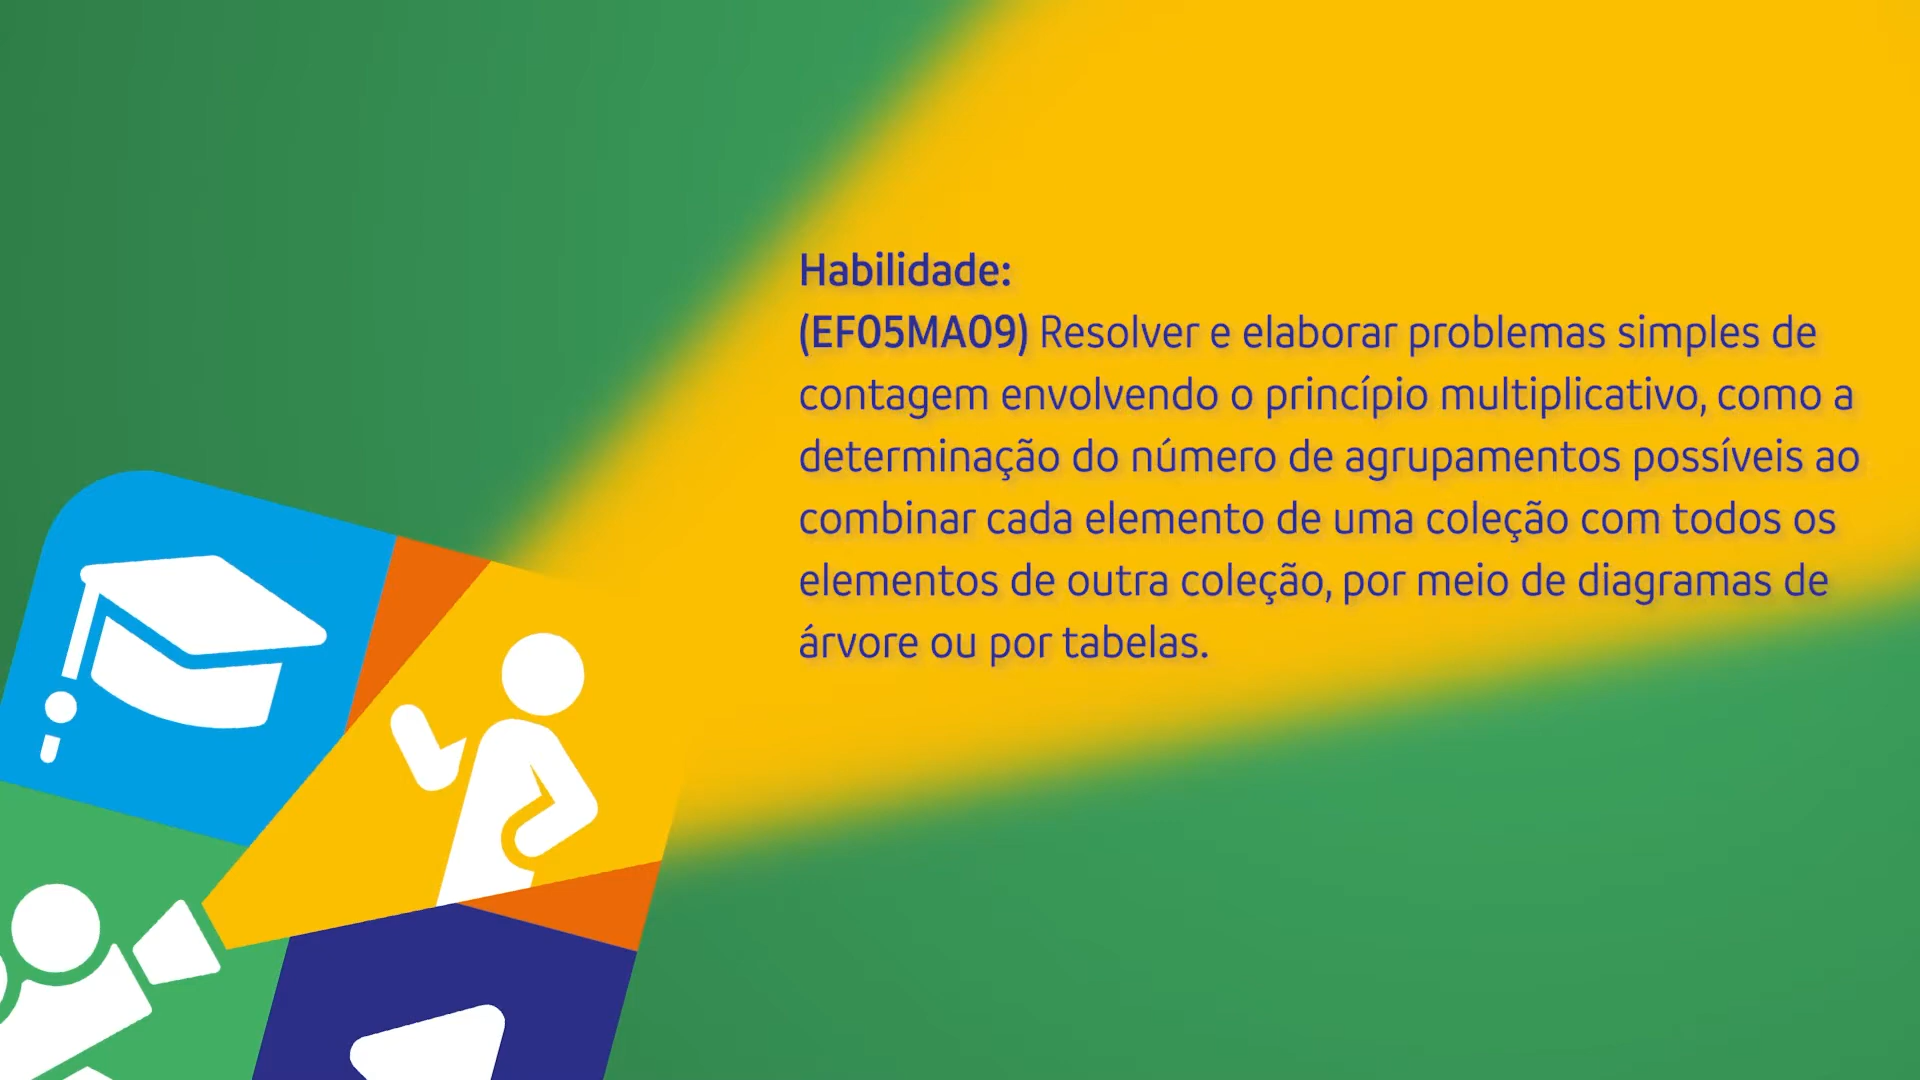 Habilidade:
(EF05MA09) Resolver e elaborar problemas simples de
contagem envolvendo o princípio multiplicativo, como a
determinação do número de agrupamentos possíveis ao
combinar cada elemento de uma coleção com todos os
elementos de outra coleção, por meio de diagramas de
árvore ou por tabelas.